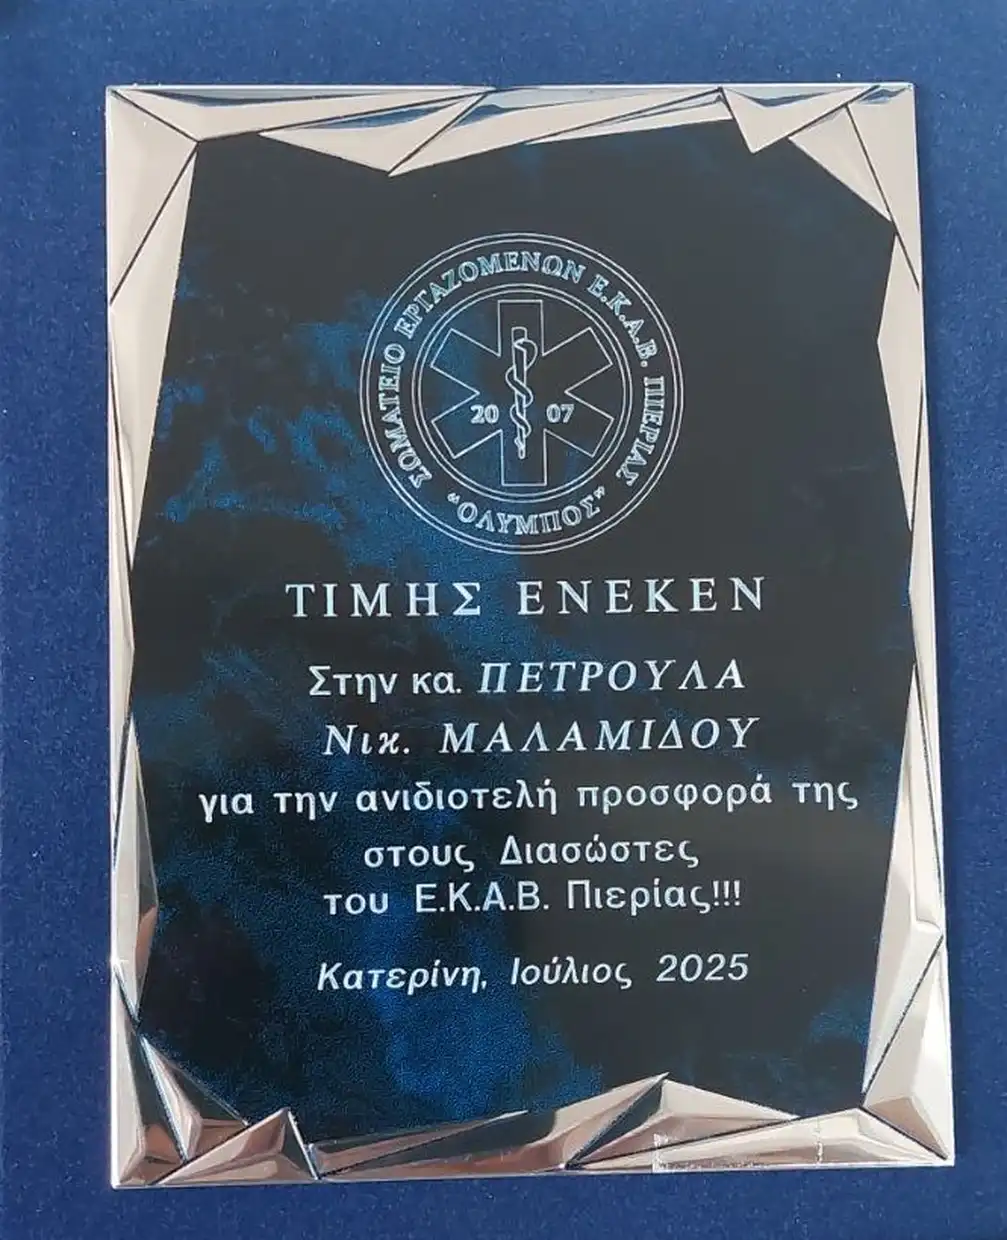 ΣΩΜΑΤΕΙΟ ΕΡΓΑΖΟΜΕΝΩΝ Ε.Κ.Α.Β. ΠΙΕΡΙΑΣ
20 07
“ΟΛΥΜΠΟΣ”
ΤΙΜΗΣ ΕΝΕΚΕΝ
Στην κα. ΠΕΤΡΟΥΛΑ
Νικ. ΜΑΛΑΜΙΔΟΥ
για την ανιδιοτελή προσφορά της
στους Διασώστες
του Ε.Κ.Α.Β. Πιερίας!!!
Κατερίνη, Ιούλιος 2025